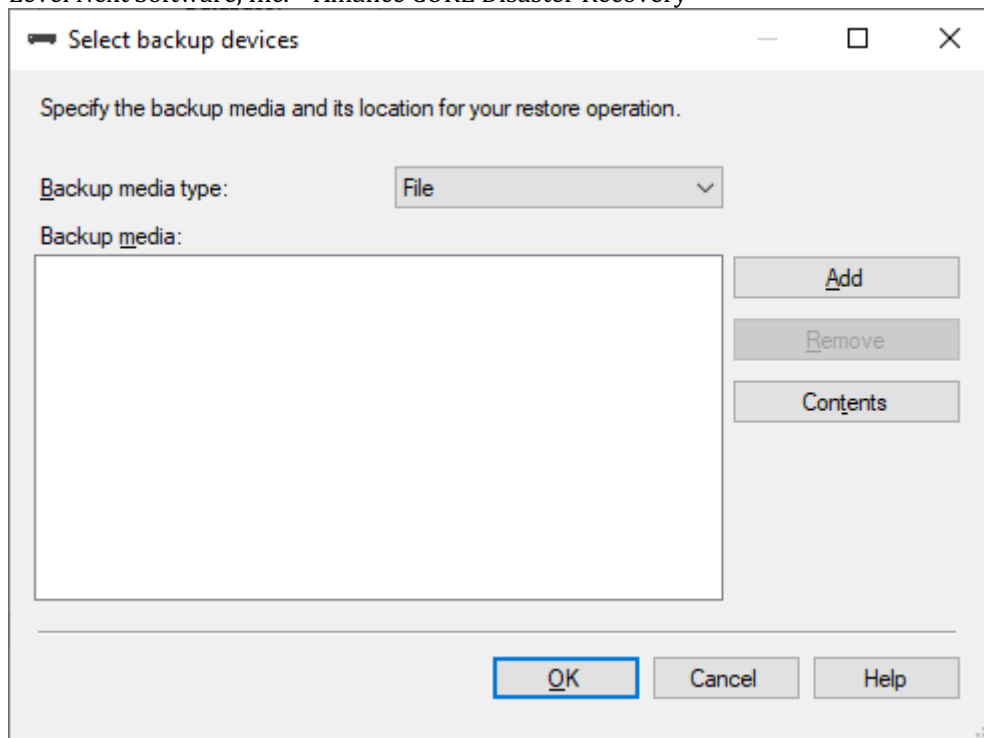 Select backup devices
Specify the backup media and its location for your restore operation.
Backup media type: File
Backup media:
Add
Remove
Contents
OK Cancel Help